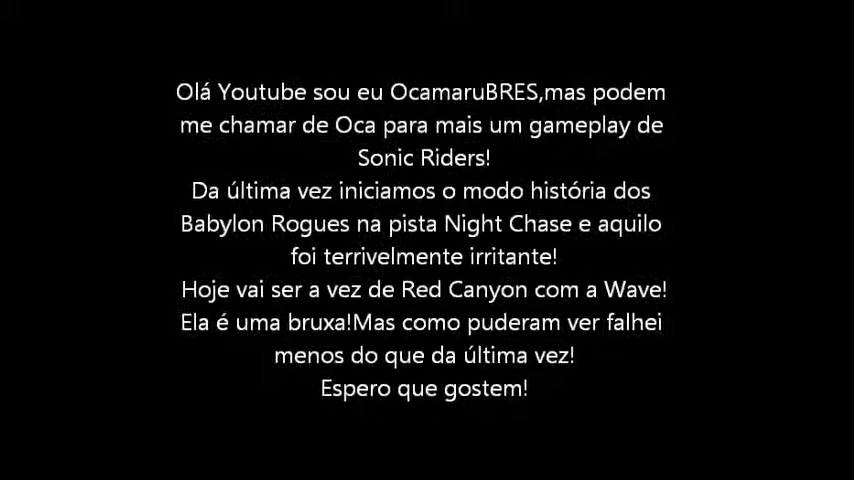 Olá Youtube sou eu OcamaruBRES,mas podem
me chamar de Oca para mais um gameplay de
Sonic Riders!
Da última vez iniciamos o modo história dos
Babylon Rogues na pista Night Chase e aquilo
foi terrivelmente irritante!
Hoje vai ser a vez de Red Canyon com a Wave!
Ela é uma bruxa!Mas como puderam ver falhei
menos do que da última vez!
Espero que gostem!